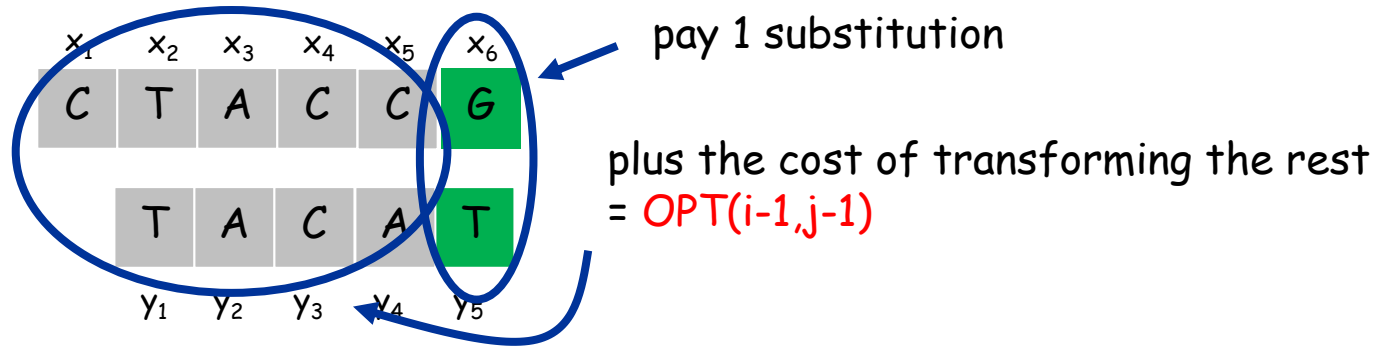 x₁ x₂ x₃ x₄ x₅ x₆
pay 1 substitution
C T A C C G
plus the cost of transforming the rest
= OPT(i-1,j-1)
T A C A T
y₁ y₂ y₃ y₄ y₅